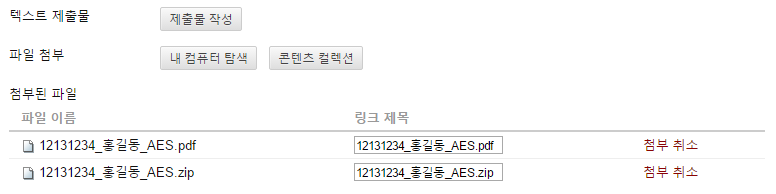 텍스트 제출물 제출물 작성
파일 첨부 내 컴퓨터 탐색 콘텐츠 컬렉션
첨부된 파일
파일 이름 링크 제목
12131234_홍길동_AES.pdf 12131234_홍길동_AES.pdf 첨부 취소
12131234_홍길동_AES.zip 12131234_홍길동_AES.zip 첨부 취소